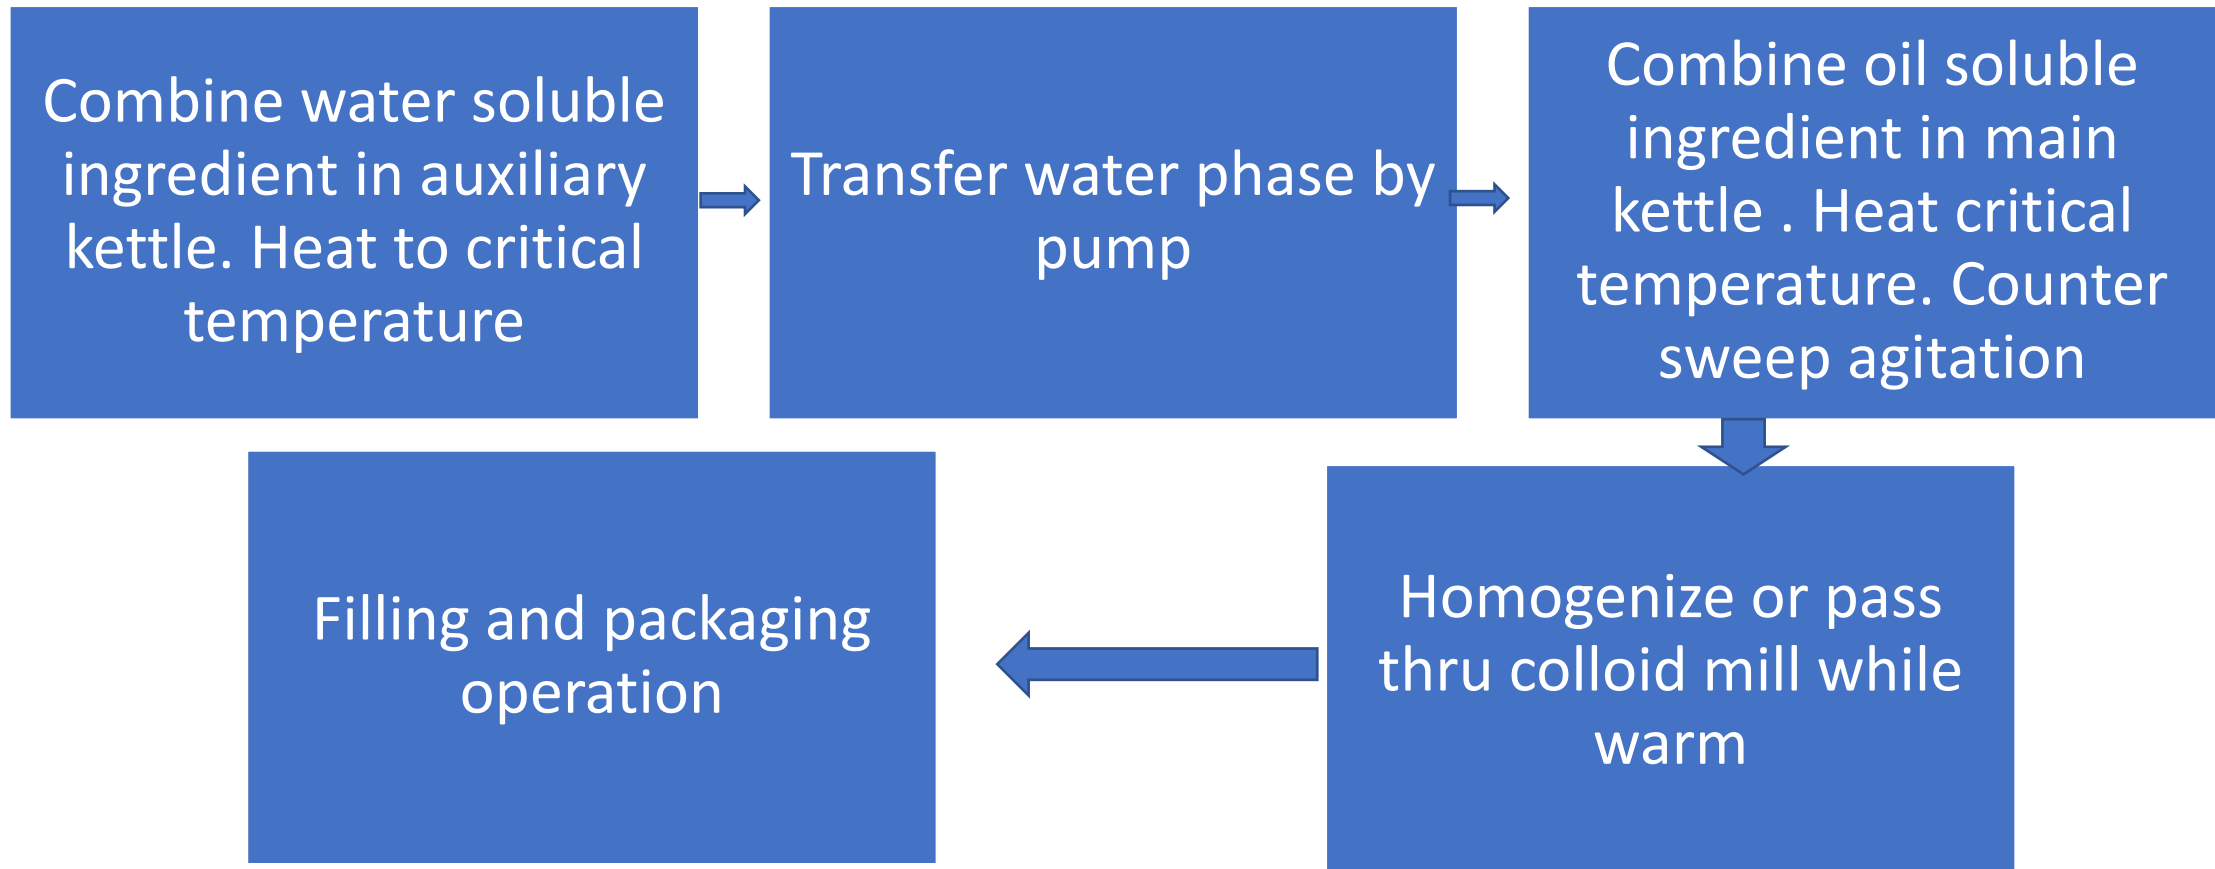 Combine water soluble
ingredient in auxiliary
kettle. Heat to critical
temperature
Transfer water phase by
pump
Combine oil soluble
ingredient in main
kettle . Heat critical
temperature. Counter
sweep agitation
Homogenize or pass
thru colloid mill while
warm
Filling and packaging
operation